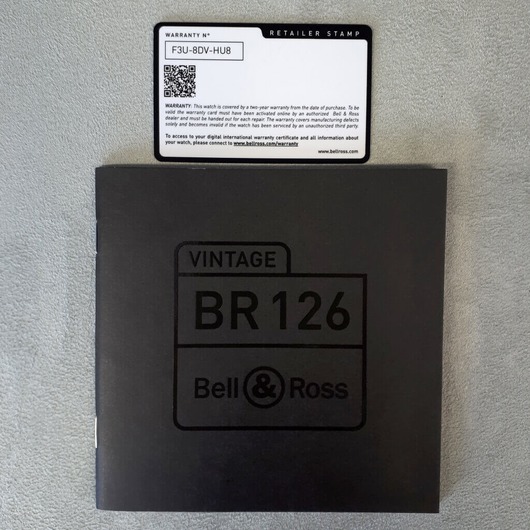 WARRANTY N° RETAILER STAMP
F3U-8DV-HU8
WARRANTY: This watch is covered by a two-year warranty from the date of purchase. To be
valid the warranty card must have been activated online by an authorized Bell & Ross
dealer and must be handed out for each repair. The warranty covers manufacturing defects
solely and becomes invalid if the watch has been serviced by an unauthorized third party.
To access to your digital international warranty certificate and all information about
your watch, please connect to www.bellross.com/warranty
www.bellross.com
VINTAGE
BR 126
Bell & Ross